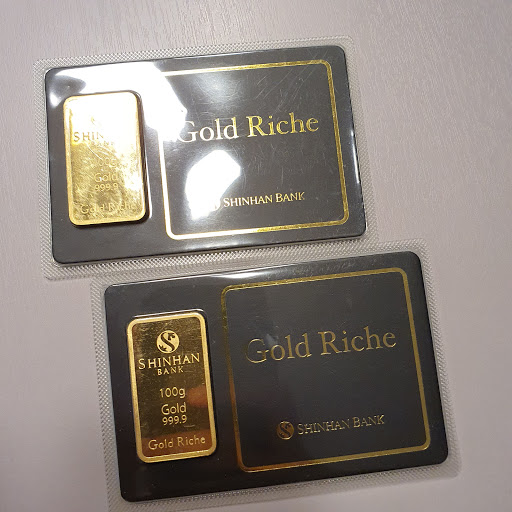 SHINHAN
BANK
Gold
999.9
Gold Riche
Gold Riche
SHINHAN BANK
SHINHAN
BANK
100g
Gold
999.9
Gold Riche
Gold Riche
SHINHAN BANK